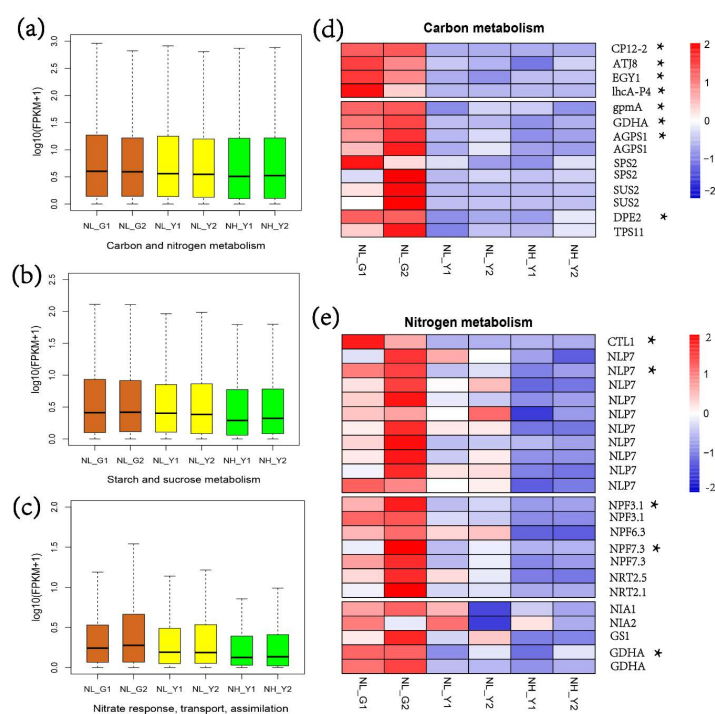 (a)
log10(FPKM+1)
3.0
2.5
2.0
1.5
1.0
0.5
0.0
NL_G1 NL_G2 NL_Y1 NL_Y2 NH_Y1 NH_Y2
Carbon and nitrogen metabolism
(b)
log10(FPKM+1)
2.5
2.0
1.5
1.0
0.5
0.0
NL_G1 NL_G2 NL_Y1 NL_Y2 NH_Y1 NH_Y2
Starch and sucrose metabolism
(c)
log10(FPKM+1)
2.0
1.5
1.0
0.5
0.0
NL_G1 NL_G2 NL_Y1 NL_Y2 NH_Y1 NH_Y2
Nitrate response, transport, assimilation
(d)
Carbon metabolism
CP12-2 *
ATJ8 *
EGY1 *
lhcA-P4 *
gpmA *
GDHA *
AGPS1 *
AGPS1
SPS2
SPS2
SUS2
SUS2
DPE2 *
TPS11
NL_G1 NL_G2 NL_Y1 NL_Y2 NH_Y1 NH_Y2
2
1
0
-1
-2
(e)
Nitrogen metabolism
CTL1 *
NLP7
NLP7 *
NLP7
NLP7
NLP7
NLP7
NLP7
NLP7
NLP7
NLP7
NPF3.1 *
NPF3.1
NPF6.3
NPF7.3 *
NPF7.3
NRT2.5
NRT2.1
NIA1
NIA2
GS1
GDHA *
GDHA
NL_G1 NL_G2 NL_Y1 NL_Y2 NH_Y1 NH_Y2
2
1
0
-1
-2